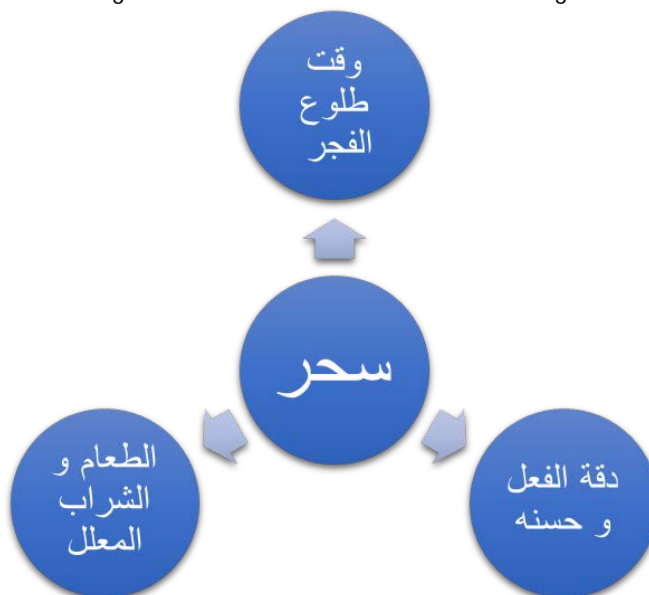 وقت
طلوع
الفجر
سحر
الطعام و
الشراب
المعلل
دقة الفعل
و حسنه